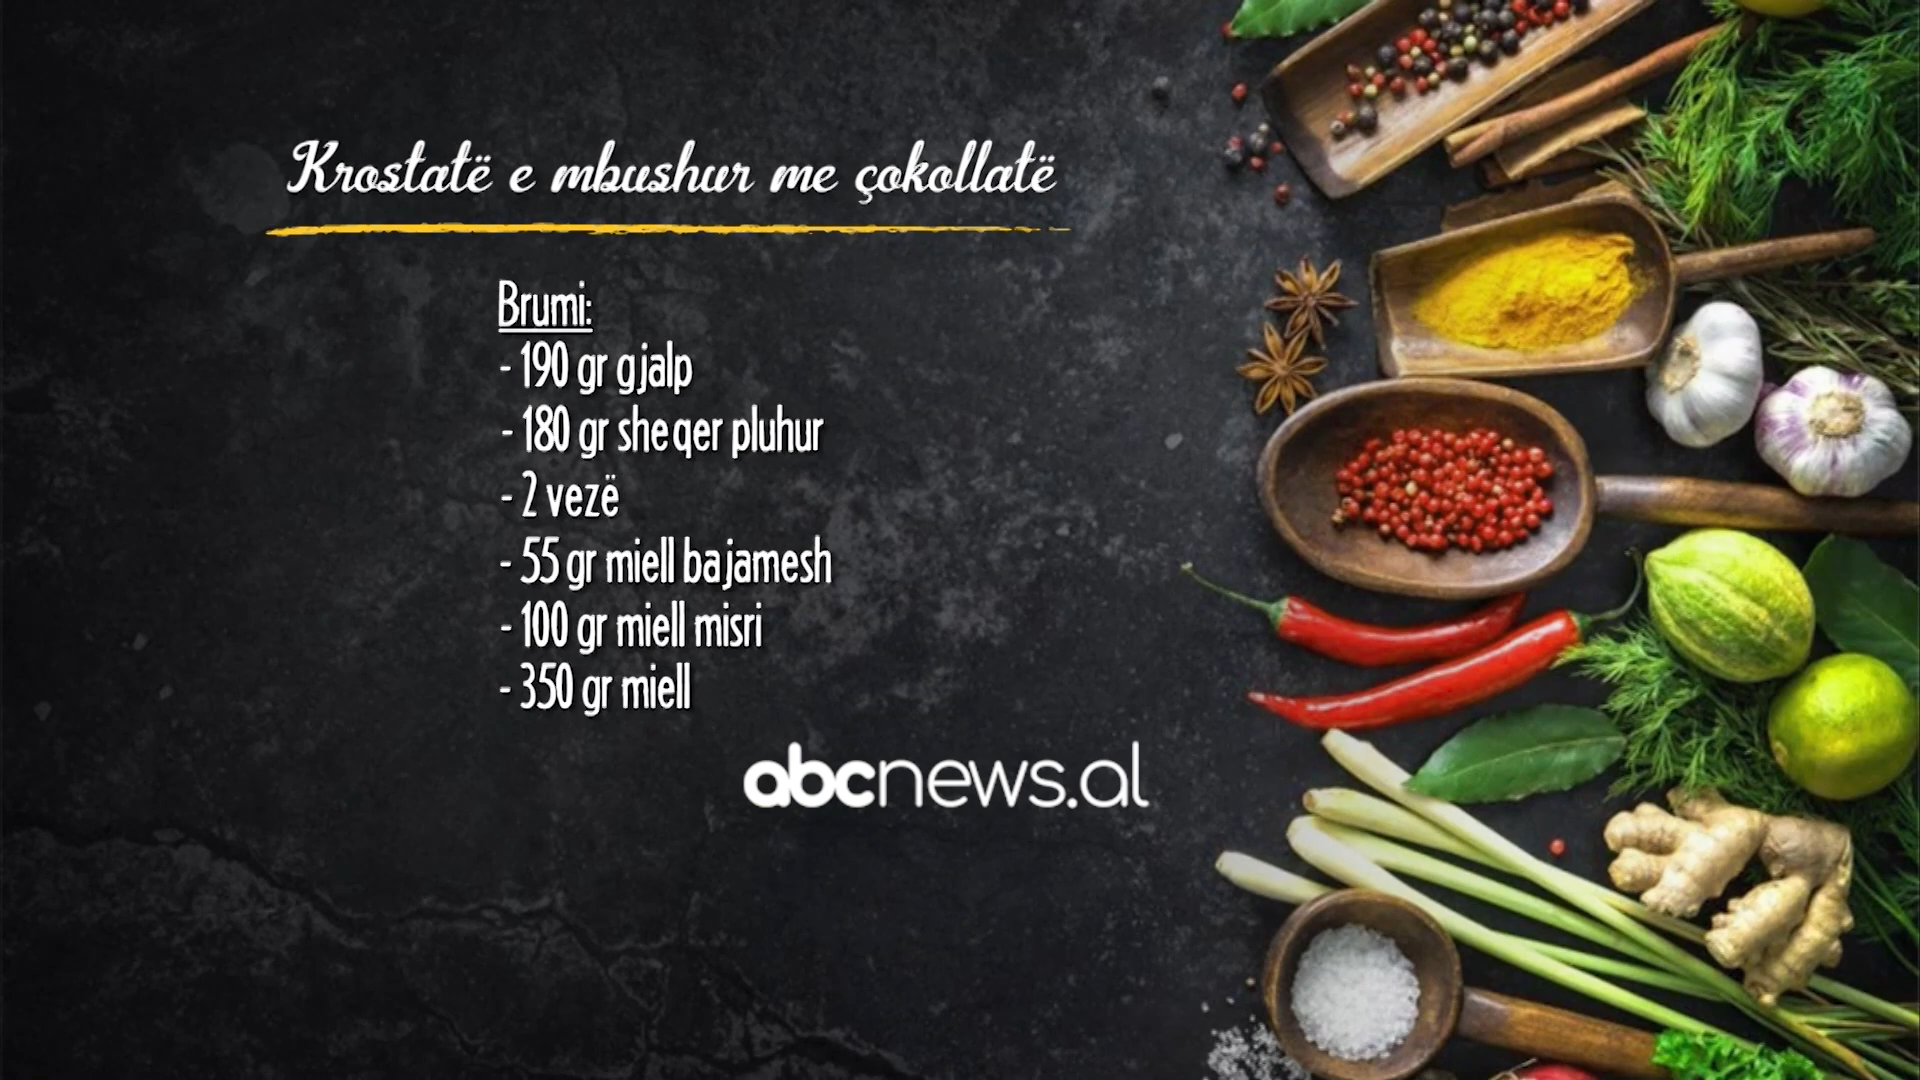 Krostatë e mbushur me çokollatë
Brumi:
- 190 gr gjalp
- 180 gr sheqer pluhur
- 2 vezë
- 55 gr miell bajamesh
- 100 gr miell misri
- 350 gr miell
abcnews.al